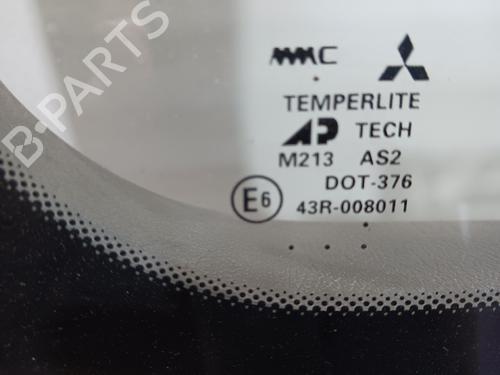 MMC
TEMPERLITE
AP TECH
M213 AS2
DOT-376
E6 43R-008011
B-PARTS